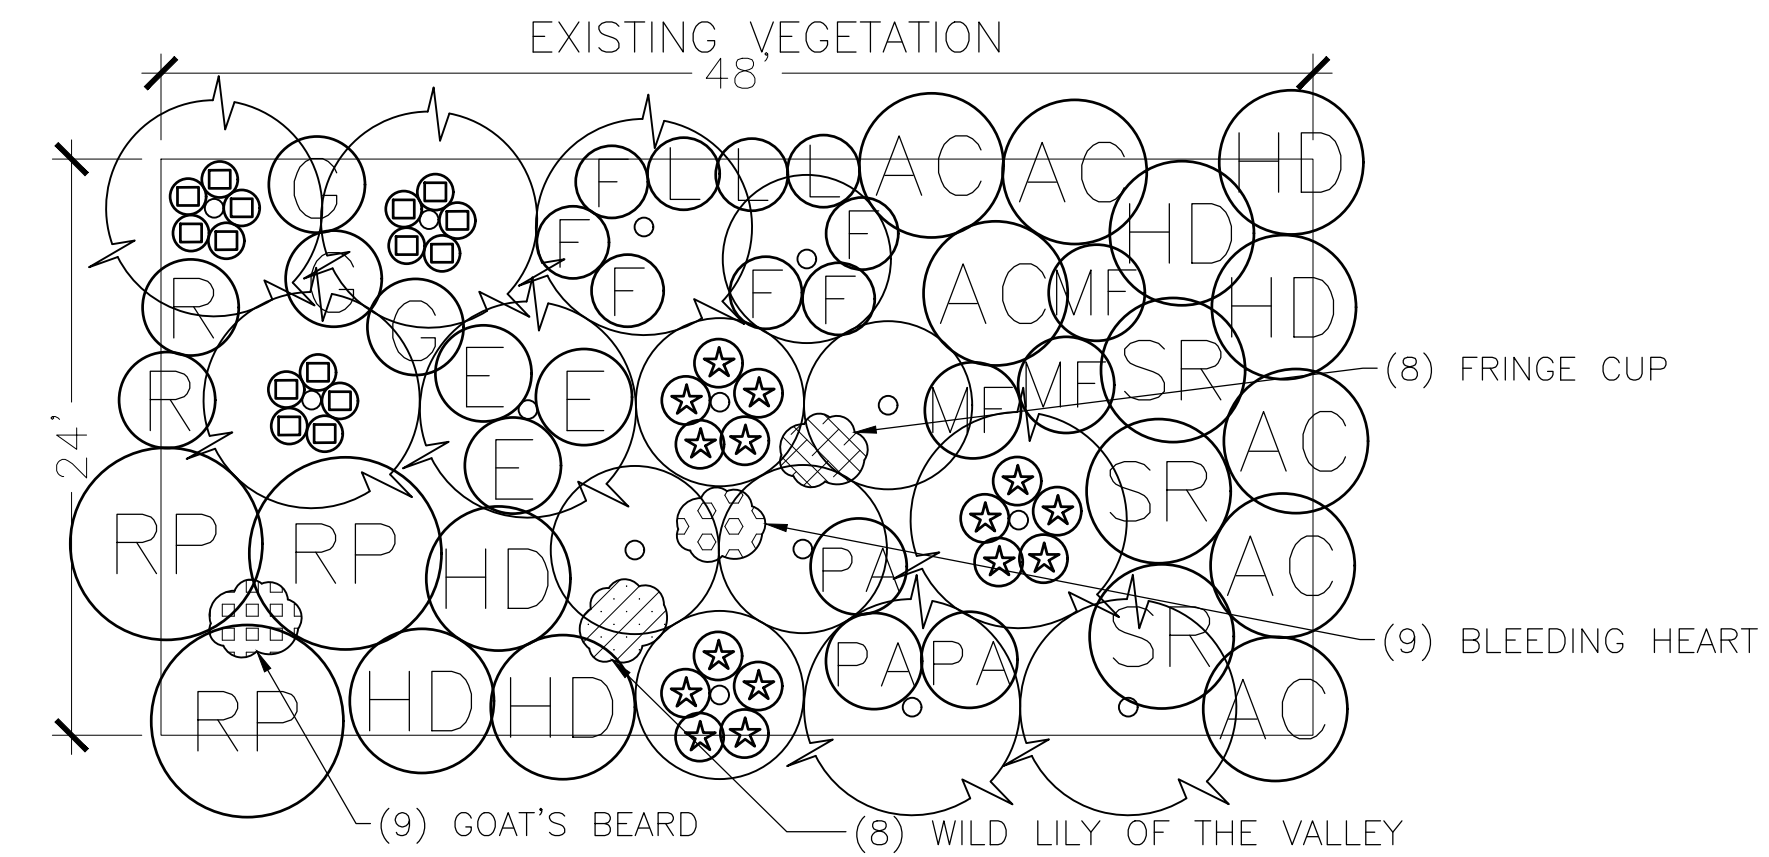 EXISTING VEGETATION
48'
24'
G
F
L
L
L
AC
AC
HD
F
F
HD
G
R
F
F
F
AC
MF
HD
G
R
E
E
MF
SR
(8) FRINGE CUP
MF
AC
E
SR
RP
RP
HD
PA
AC
SR
(9) BLEEDING HEART
PA
PA
RP
HD
HD
AC
(9) GOAT'S BEARD
(8) WILD LILY OF THE VALLEY